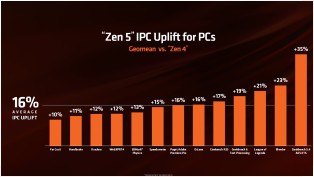 "Zen 5" IPC Uplift for PCs
Geomean vs. "Zen 4"
16%
AVERAGE
IPC UPLIFT
+10%
+11%
+12%
+12%
+13%
+15%
+16%
+16%
+17%
+19%
+21%
+23%
+35%
Far Cry 6
Handbrake
Speedometer
League of
Legends
Blender